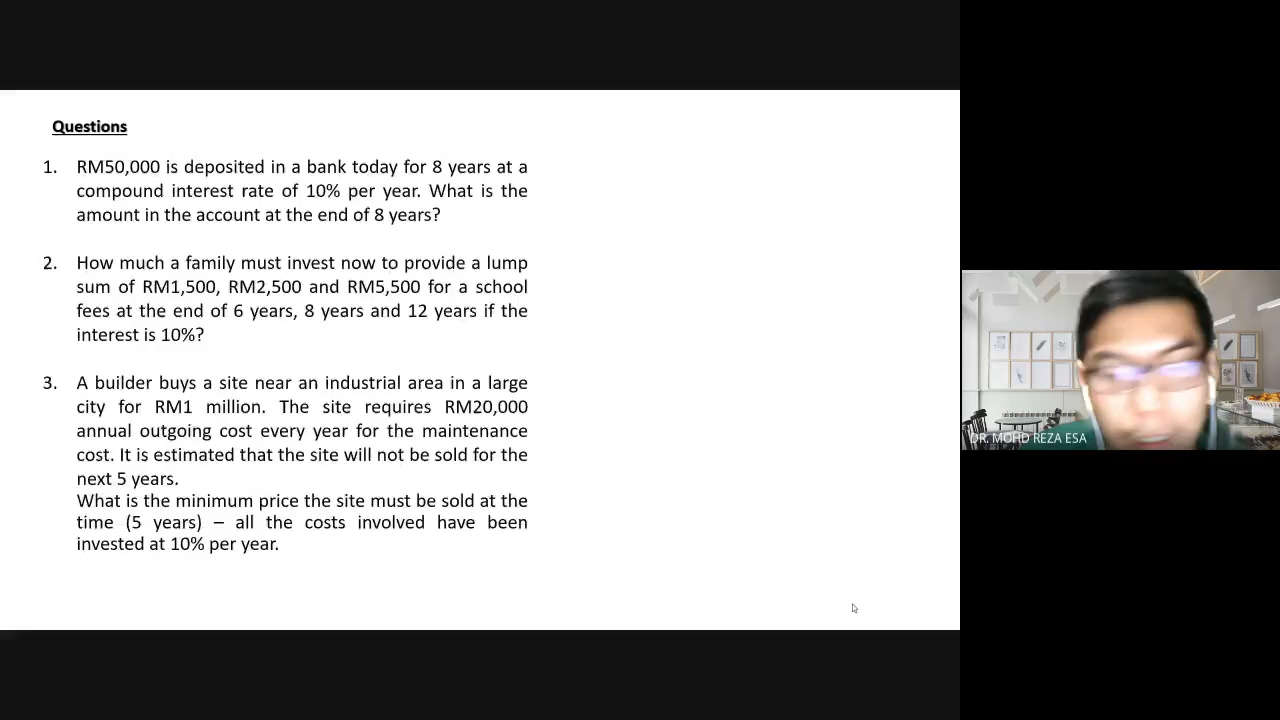 Questions
1. RM50,000 is deposited in a bank today for 8 years at a
compound interest rate of 10% per year. What is the
amount in the account at the end of 8 years?
2. How much a family must invest now to provide a lump
sum of RM1,500, RM2,500 and RM5,500 for a school
fees at the end of 6 years, 8 years and 12 years if the
interest is 10%?
3. A builder buys a site near an industrial area in a large
city for RM1 million. The site requires RM20,000
annual outgoing cost every year for the maintenance
cost. It is estimated that the site will not be sold for the
next 5 years.
What is the minimum price the site must be sold at the
time (5 years) – all the costs involved have been
invested at 10% per year.
DR. MOHD REZA ESA